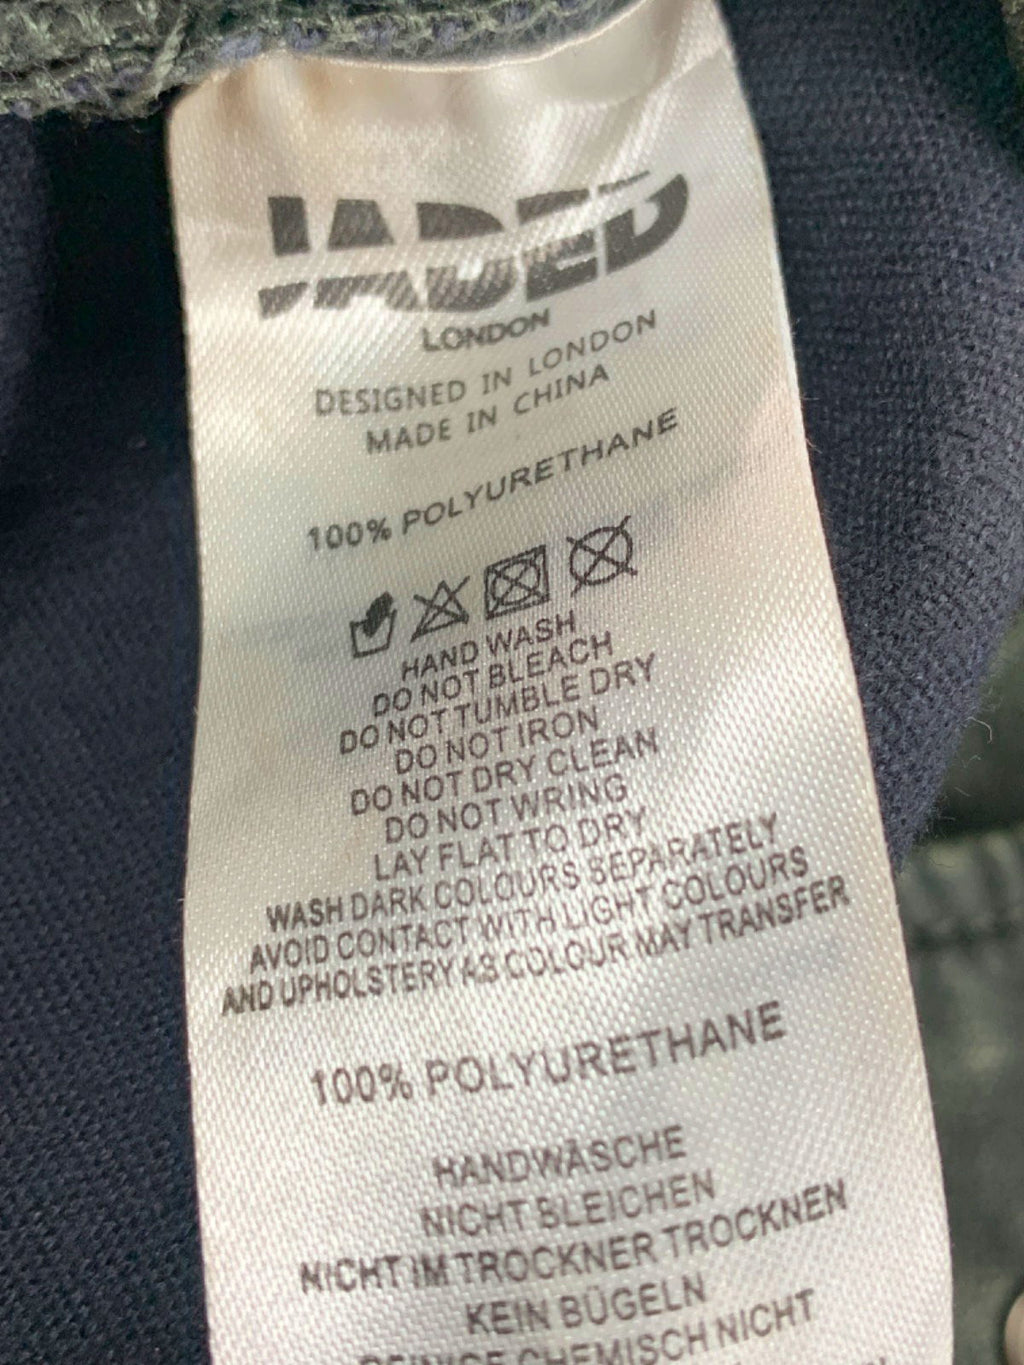 JADED
LONDON
DESIGNED IN LONDON
MADE IN CHINA
100% POLYURETHANE
HAND WASH
DO NOT BLEACH
DO NOT TUMBLE DRY
DO NOT IRON
DO NOT DRY CLEAN
DO NOT WRING
LAY FLAT TO DRY
WASH DARK COLOURS SEPARATELY
AVOID CONTACT WITH LIGHT COLOURS
AND UPHOLSTERY AS COLOUR MAY TRANSFER
100% POLYURETHANE
HANDWÄSCHE
NICHT BLEICHEN
NICHT IM TROCKNER TROCKNEN
KEIN BÜGELN
REINIGE CHEMISCH NICHT